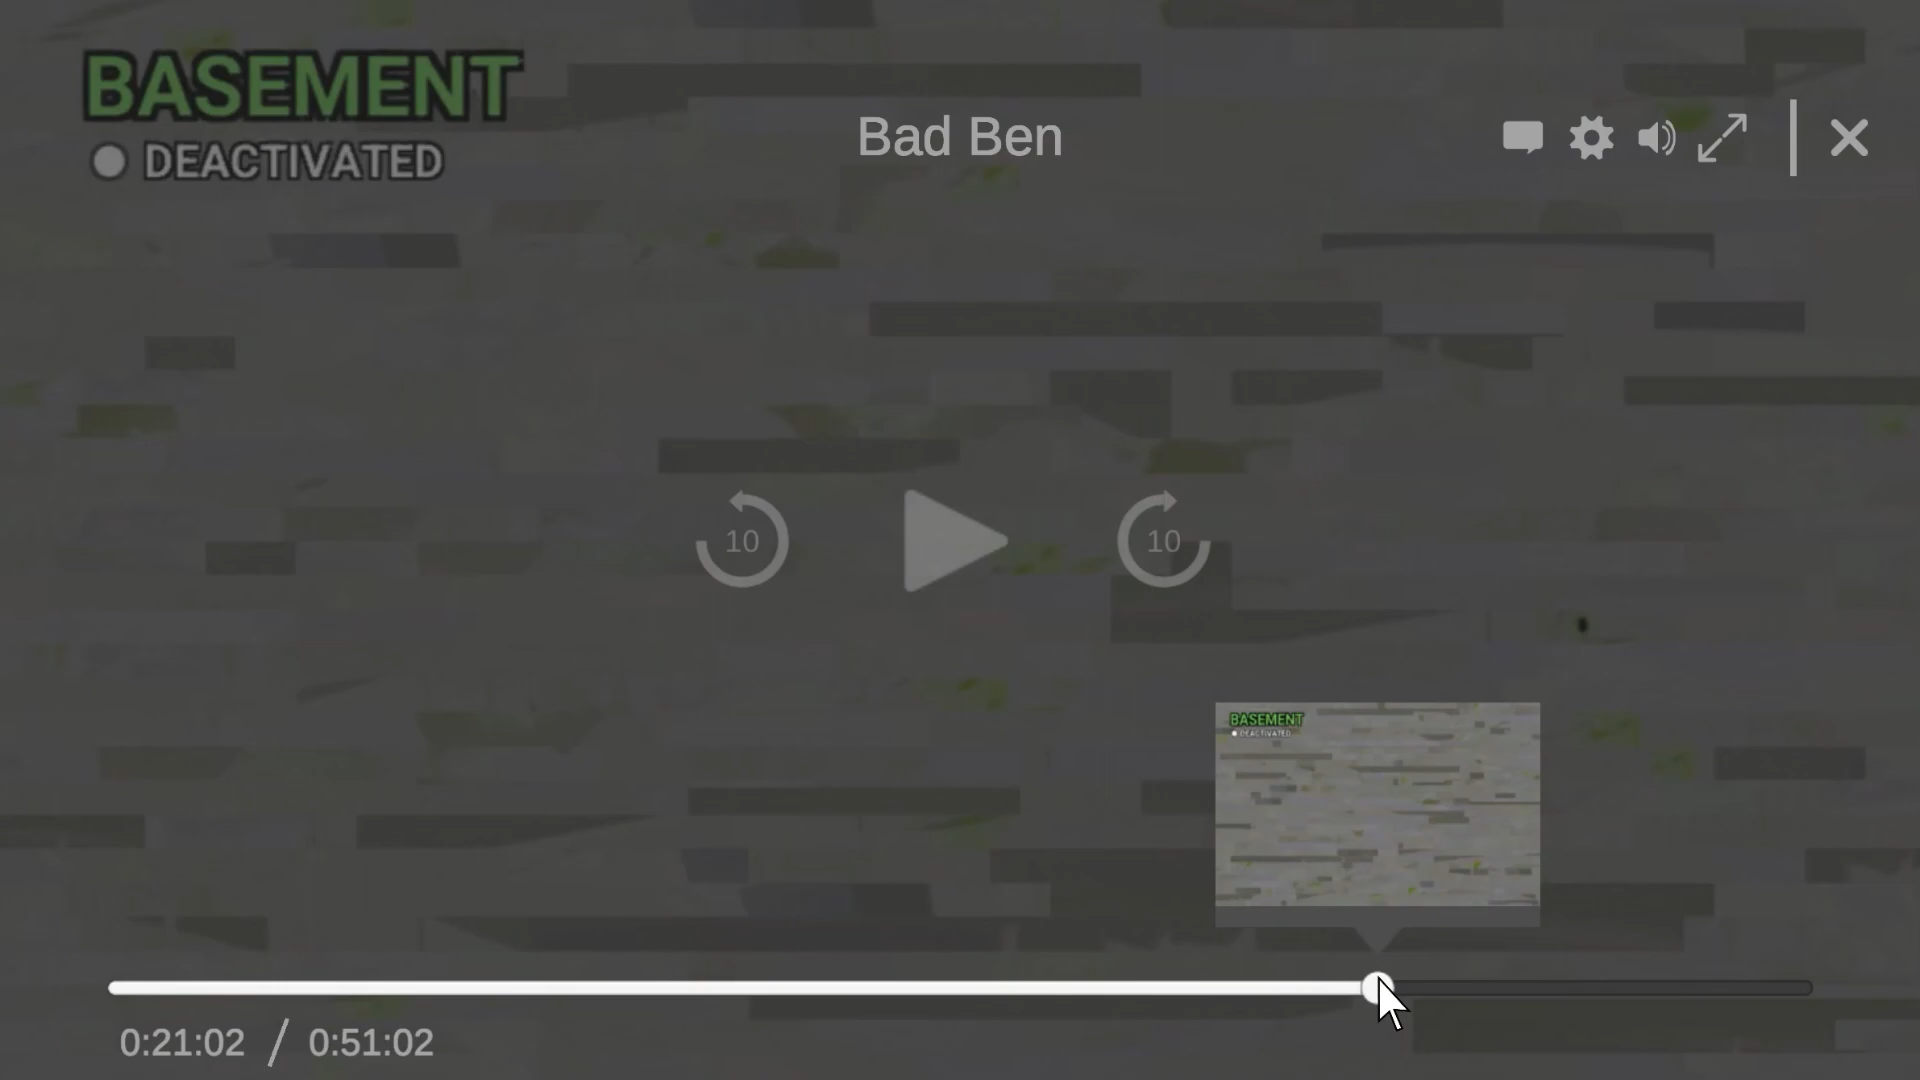 BASEMENT
DEACTIVATED
Bad Ben
10
10
BASEMENT
DEACTIVATED
0:21:02 / 0:51:02